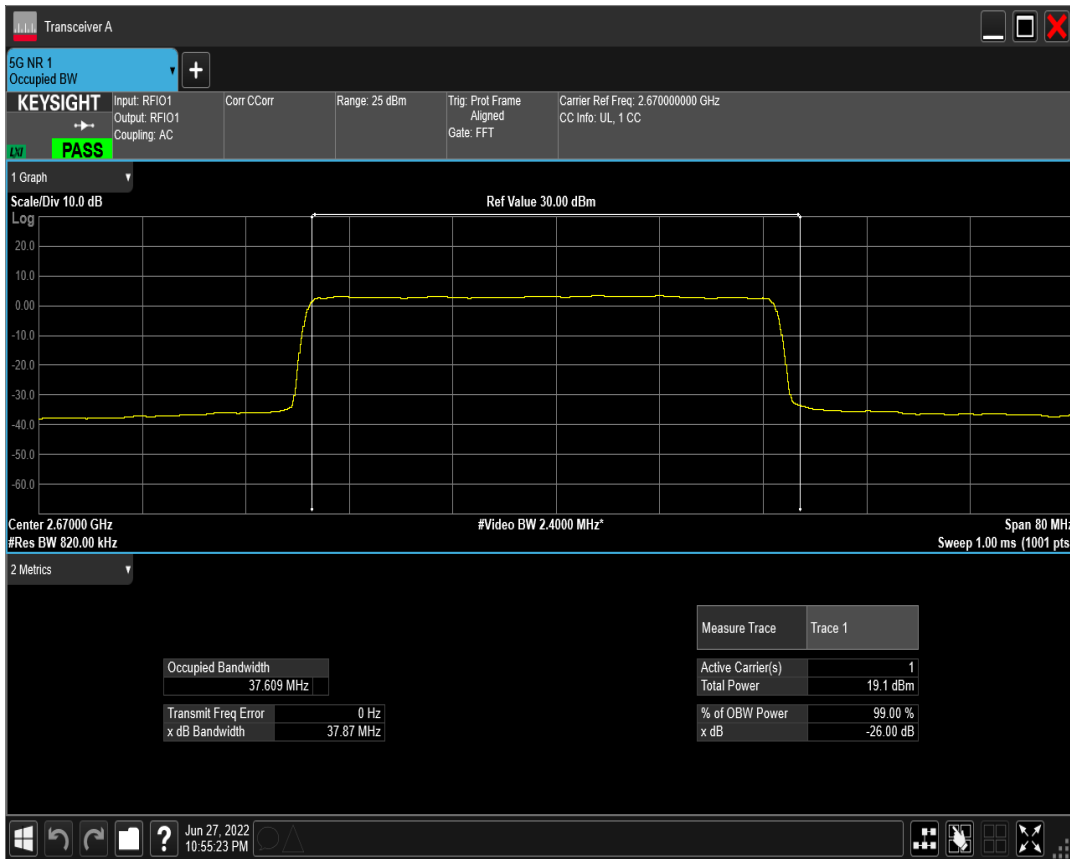 Transceiver A
5G NR 1
Occupied BW
+
KEYSIGHT
LXI
PASS
Input: RFIO1
Output: RFIO1
Coupling: AC
Corr CCorr
Range: 25 dBm
Trig: Prot Frame
Aligned
Gate: FFT
Carrier Ref Freq: 2.670000000 GHz
CC Info: UL, 1 CC
1 Graph
Scale/Div 10.0 dB
Ref Value 30.00 dBm
Log
20.0
10.0
0.00
-10.0
-20.0
-30.0
-40.0
-50.0
-60.0
Center 2.67000 GHz
#Video BW 2.4000 MHz*
Span 80 MHz
#Res BW 820.00 kHz
Sweep 1.00 ms (1001 pts
2 Metrics
Measure Trace Trace 1
Occupied Bandwidth
37.609 MHz
Active Carrier(s) 1
Total Power 19.1 dBm
Transmit Freq Error 0 Hz
x dB Bandwidth 37.87 MHz
% of OBW Power 99.00 %
x dB -26.00 dB
?
Jun 27, 2022
10:55:23 PM